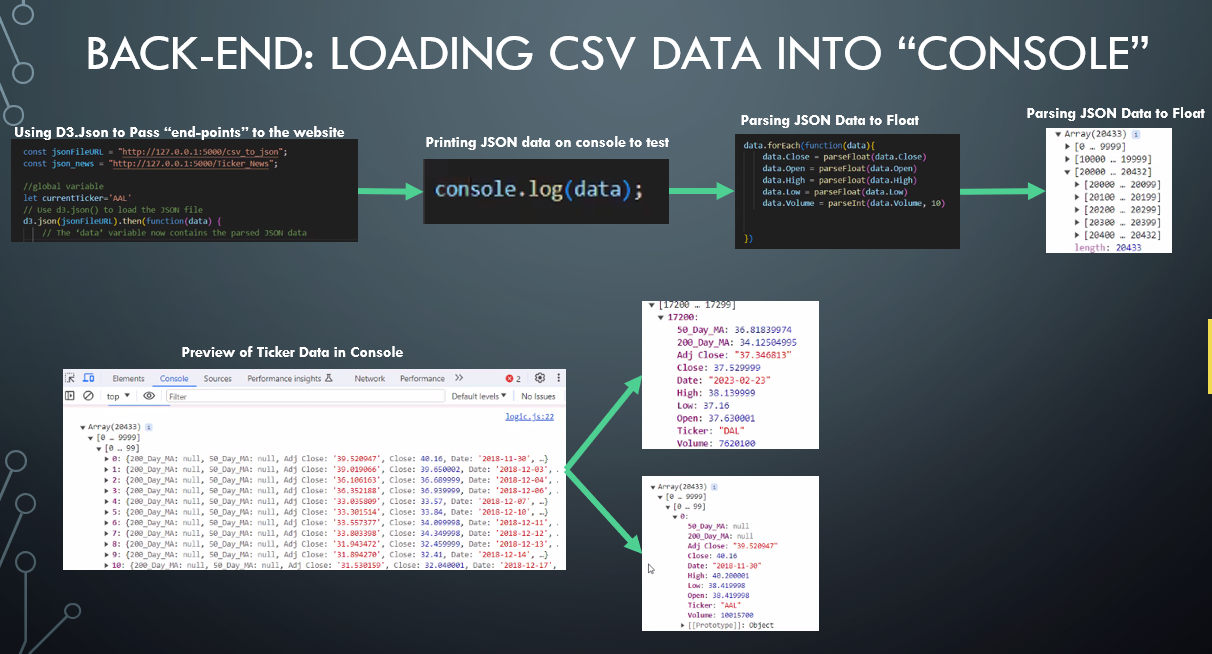 BACK-END: LOADING CSV DATA INTO “CONSOLE”
Using D3.Json to Pass “end-points” to the website
const jsonFileURL = "http://127.0.0.1:5000/csv_to_json";
const json_news = "http://127.0.0.1:5000/Ticker_News";
//global variable
let currentTicker='AAL'
// Use d3.json() to load the JSON file
d3.json(jsonFileURL).then(function(data) {
// The 'data' variable now contains the parsed JSON data
Printing JSON data on console to test
console.log(data);
Parsing JSON Data to Float
data.forEach(function(data){
data.Close = parseFloat(data.Close)
data.Open = parseFloat(data.Open)
data.High = parseFloat(data.High)
data.Low = parseFloat(data.Low)
data.Volume = parseInt(data.Volume, 10)
})
Parsing JSON Data to Float
Array(20433)
[0 … 9999]
[10000 … 19999]
[20000 … 20432]
[20000 … 20099]
[20100 … 20199]
[20200 … 20299]
[20300 … 20399]
[20400 … 20432]
length: 20433
Preview of Ticker Data in Console
Elements Console Sources Performance insights Network Performance 2
top Filter Default levels No Issues
logic.js:22
Array(20433)
[0 … 9999]
[0 … 99]
0: {200_Day_MA: null, 50_Day_MA: null, Adj Close: '39.520947', Close: 40.16, Date: '2018-11-30', …}
1: {200_Day_MA: null, 50_Day_MA: null, Adj Close: '39.019066', Close: 39.650002, Date: '2018-12-03', .
2: {200_Day_MA: null, 50_Day_MA: null, Adj Close: '36.106163', Close: 36.689999, Date: '2018-12-04', .
3: {200_Day_MA: null, 50_Day_MA: null, Adj Close: '36.352188', Close: 36.939999, Date: '2018-12-06', .
4: {200_Day_MA: null, 50_Day_MA: null, Adj Close: '33.035809', Close: 33.57, Date: '2018-12-07', …}
5: {200_Day_MA: null, 50_Day_MA: null, Adj Close: '33.301514', Close: 33.84, Date: '2018-12-10', …}
6: {200_Day_MA: null, 50_Day_MA: null, Adj Close: '33.557377', Close: 34.099998, Date: '2018-12-11', .
7: {200_Day_MA: null, 50_Day_MA: null, Adj Close: '33.803398', Close: 34.349998, Date: '2018-12-12', .
8: {200_Day_MA: null, 50_Day_MA: null, Adj Close: '31.943472', Close: 32.459999, Date: '2018-12-13', .
9: {200_Day_MA: null, 50_Day_MA: null, Adj Close: '31.894270', Close: 32.41, Date: '2018-12-14', …}
10: {200_Day_MA: null, 50_Day_MA: null, Adj Close: '31.530159', Close: 32.040001, Date: '2018-12-17',
[17200 … 17299]
17200:
50_Day_MA: 36.81839974
200_Day_MA: 34.12504995
Adj Close: "37.346813"
Close: 37.529999
Date: "2023-02-23"
High: 38.139999
Low: 37.16
Open: 37.630001
Ticker: "DAL"
Volume: 7620100
Array(20433)
[0 … 9999]
[0 … 99]
0:
50_Day_MA: null
200_Day_MA: null
Adj Close: "39.520947"
Close: 40.16
Date: "2018-11-30"
High: 40.200001
Low: 38.419998
Open: 38.419998
Ticker: "AAL"
Volume: 10015700
[[Prototype]]: Object